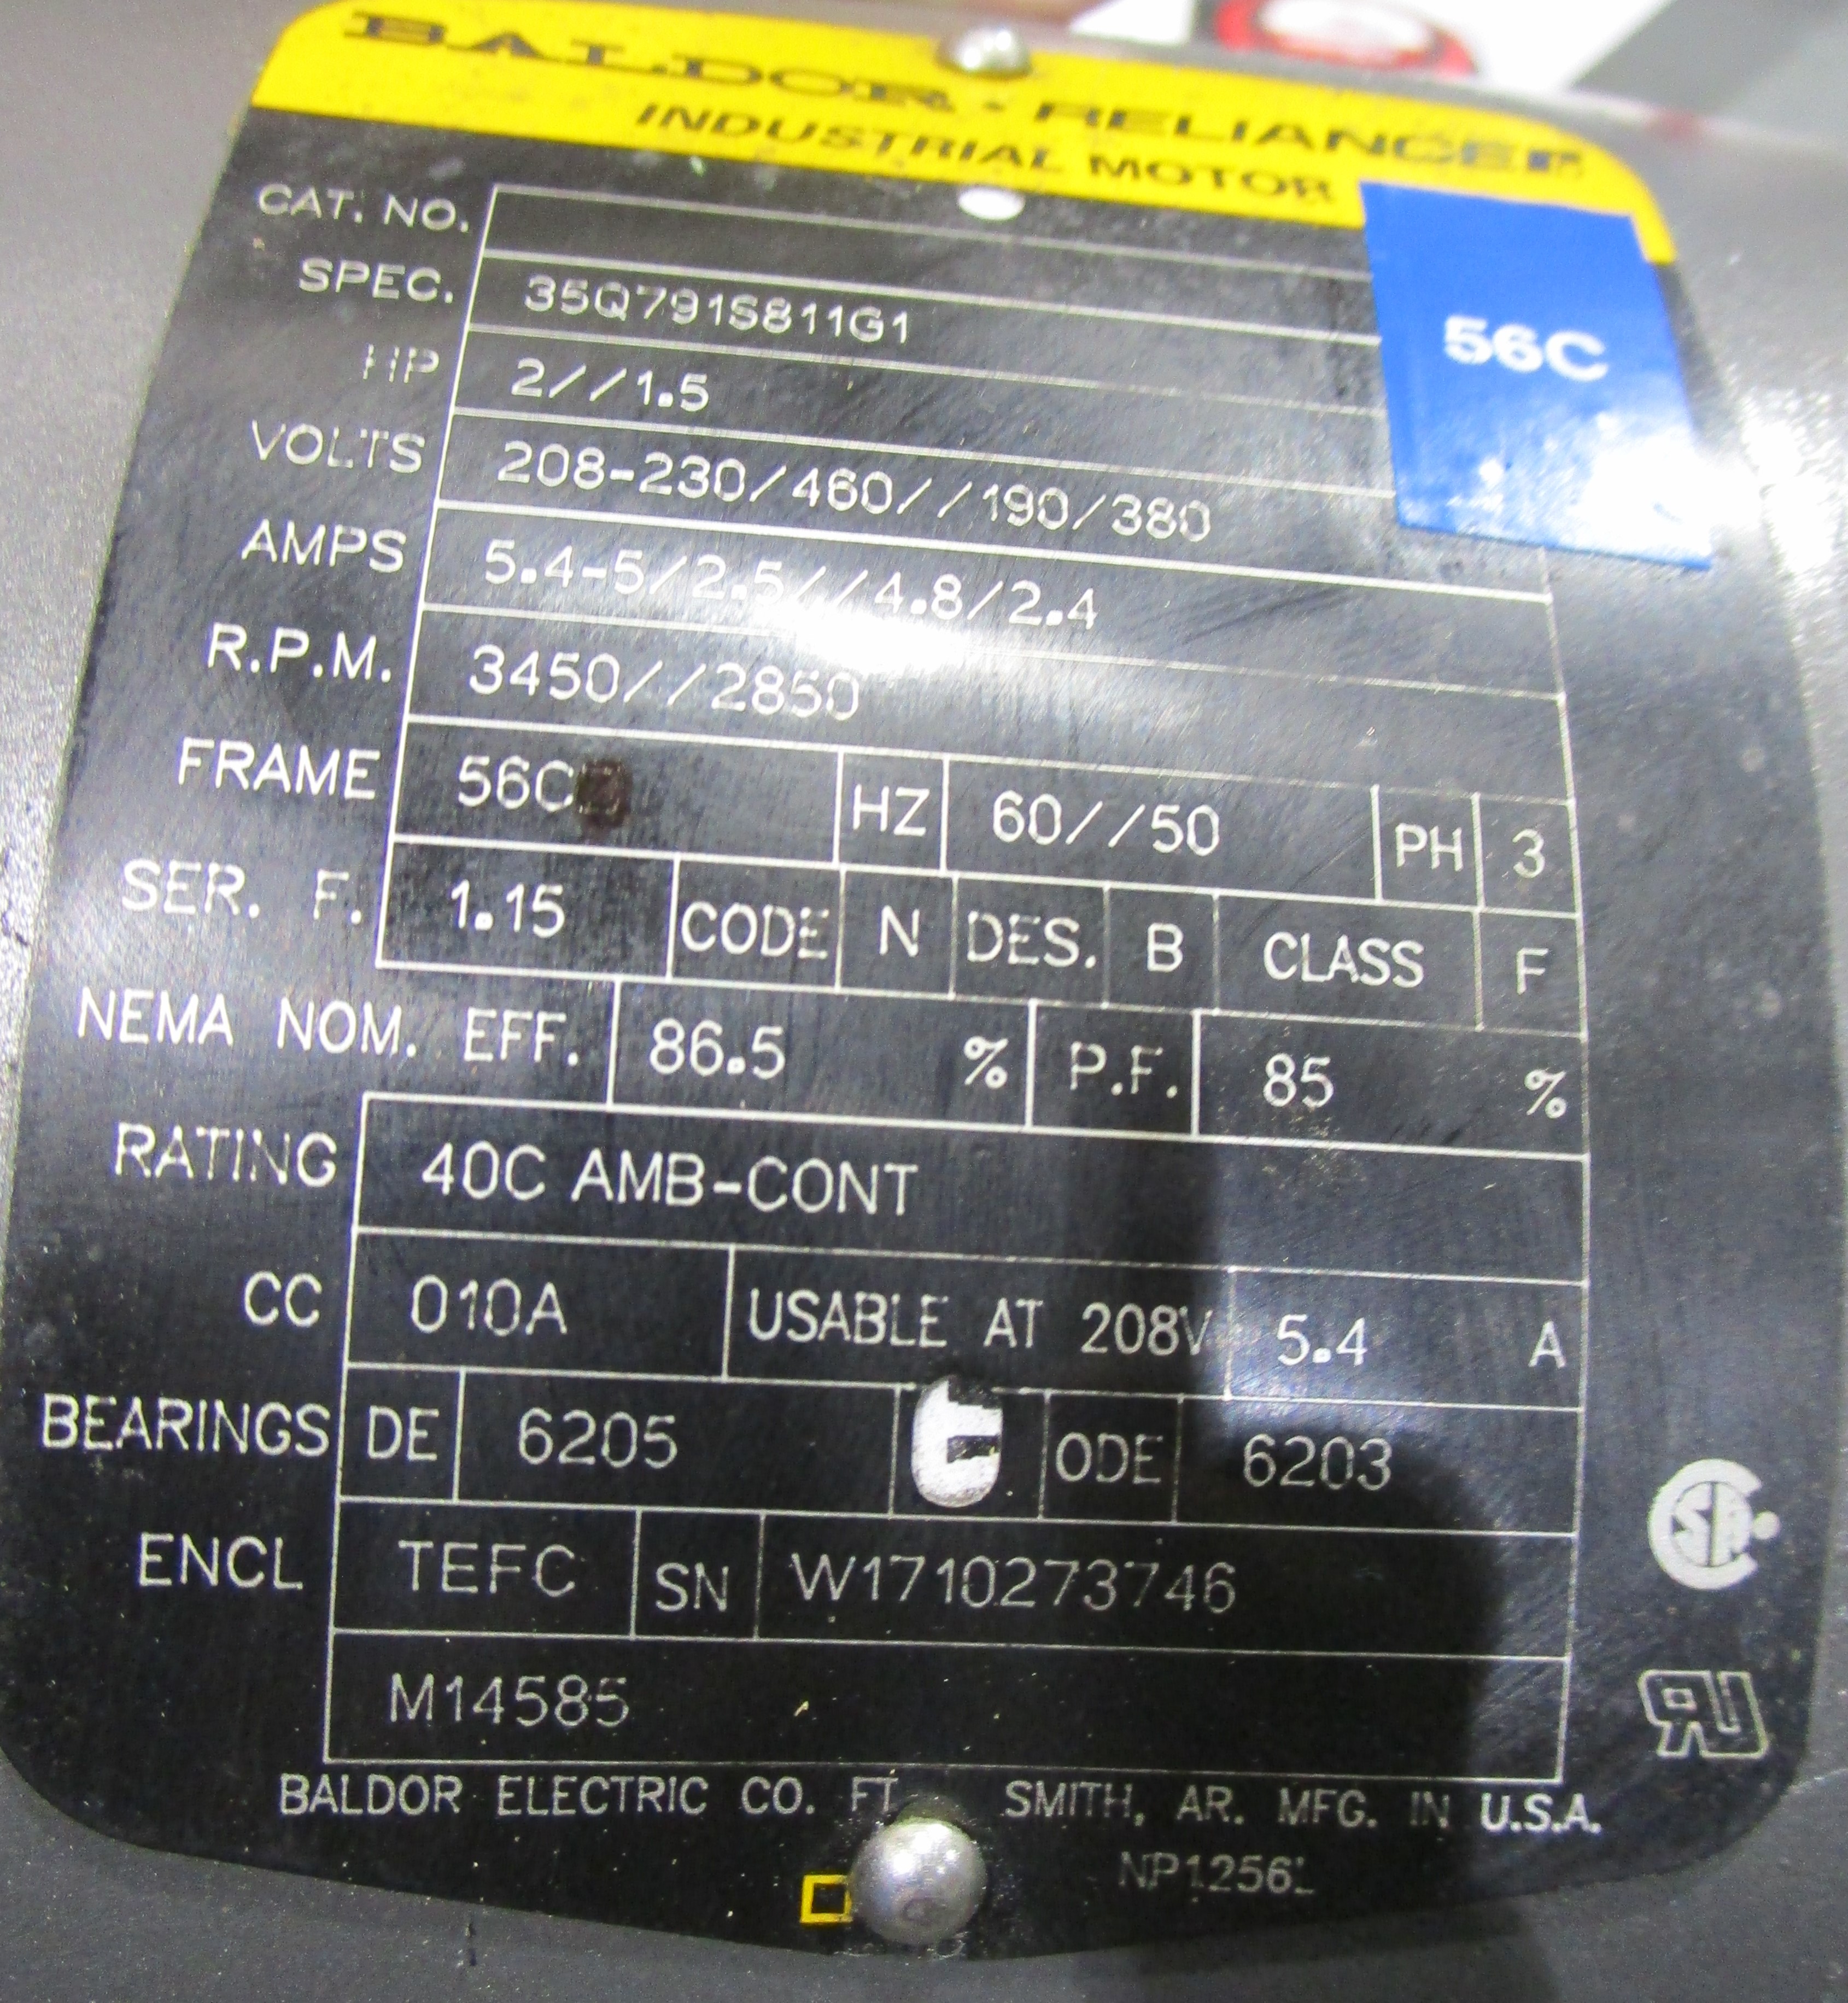 BALDOR · RELIANCER
INDUSTRIAL MOTOR
CAT. NO.
56C
SPEC. 35Q791S811G1
HP 2//1.5
VOLTS 208-230/460//190/380
AMPS 5.4-5/2.5//4.8/2.4
R.P.M. 3450//2850
FRAME 56C HZ 60//50 PH 3
SER. F. 1.15 CODE N DES. B CLASS F
NEMA NOM. EFF. 86.5 % P.F. 85 %
RATING 40C AMB-CONT
CC 010A USABLE AT 208V 5.4 A
BEARINGS DE 6205 ODE 6203
ENCL TEFC SN W1710273746
M14585
BALDOR ELECTRIC CO. FT SMITH, AR. MFG. IN U.S.A.